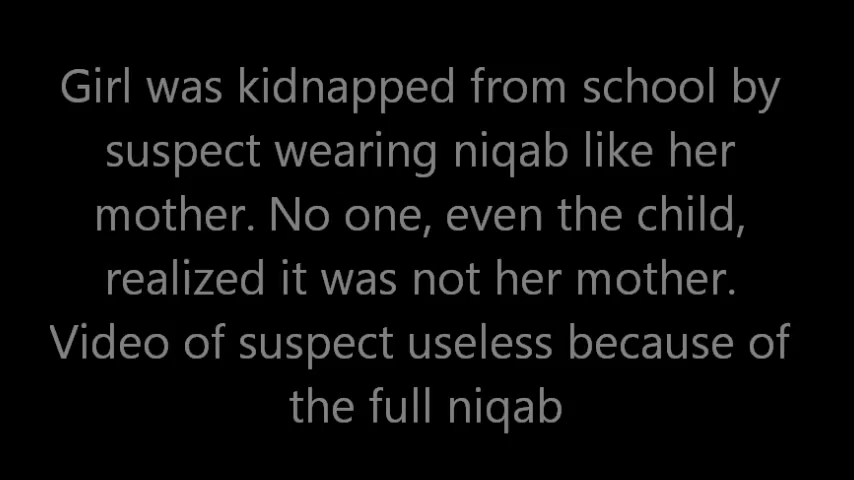 Girl was kidnapped from school by
suspect wearing niqab like her
mother. No one, even the child,
realized it was not her mother.
Video of suspect useless because of
the full niqab